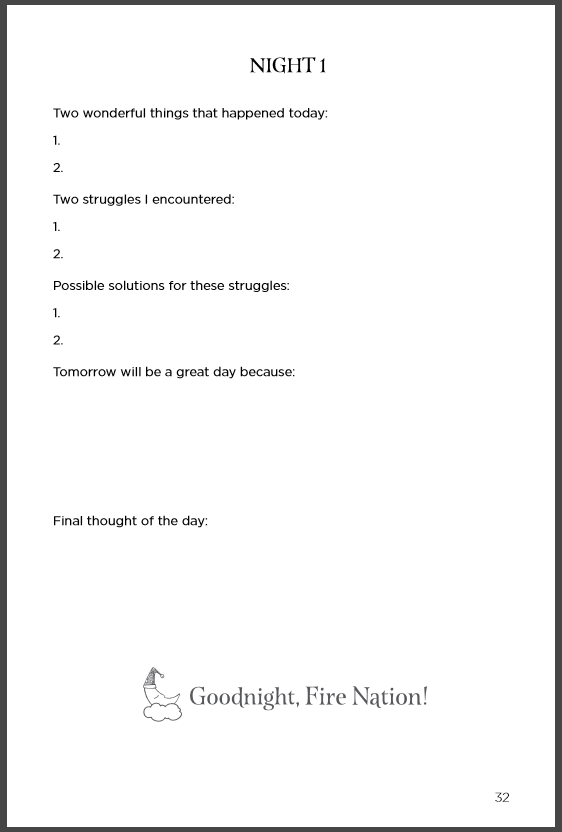 NIGHT 1
Two wonderful things that happened today:
1.
2.
Two struggles I encountered:
1.
2.
Possible solutions for these struggles:
1.
2.
Tomorrow will be a great day because:
Final thought of the day:
Goodnight, Fire Nation!
32